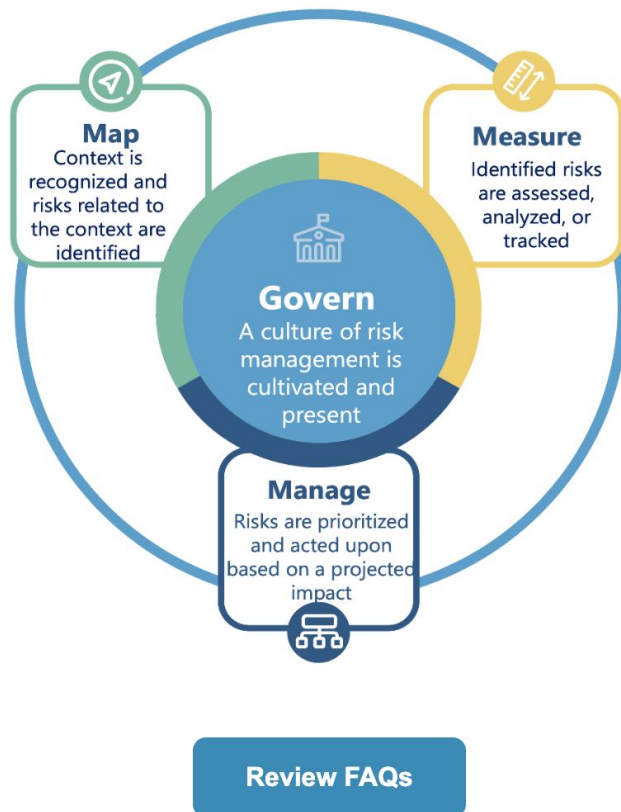 Map
Context is
recognized and
risks related to
the context are
identified
Measure
Identified risks
are assessed,
analyzed, or
tracked
Govern
A culture of risk
management is
cultivated and
present
Manage
Risks are prioritized
and acted upon
based on a projected
impact
Review FAQs